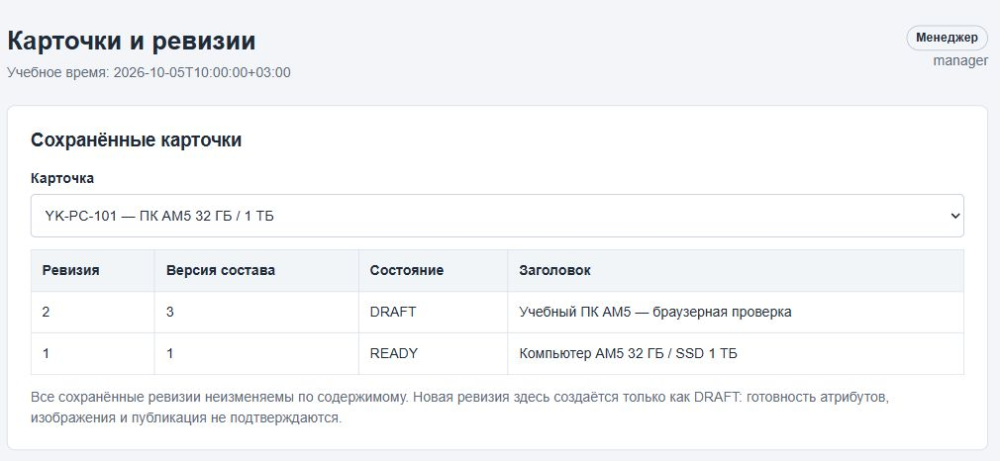 Карточки и ревизии
Менеджер
Учебное время: 2026-10-05T10:00:00+03:00
manager
Сохранённые карточки
Карточка
YK-PC-101 — ПК AM5 32 ГБ / 1 ТБ
Ревизия Версия состава Состояние Заголовок
2 3 DRAFT Учебный ПК AM5 — браузерная проверка
1 1 READY Компьютер AM5 32 ГБ / SSD 1 ТБ
Все сохранённые ревизии неизменяемы по содержимому. Новая ревизия здесь создаётся только как DRAFT: готовность атрибутов,
изображения и публикация не подтверждаются.